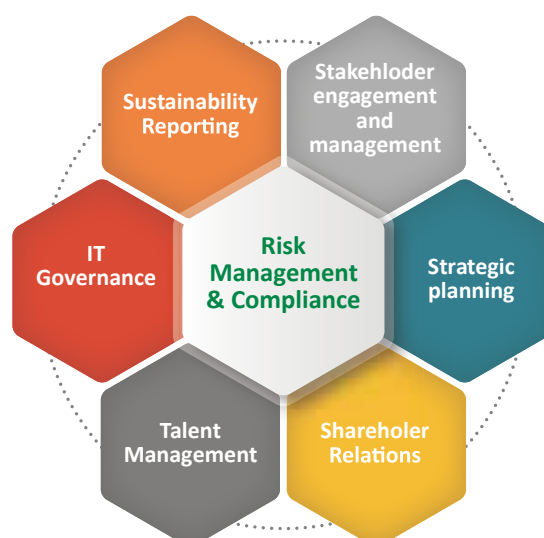 Sustainability
Reporting
Stakehloder
engagement
and
management
IT
Governance
Risk
Management
& Compliance
Strategic
planning
Talent
Management
Shareholer
Relations